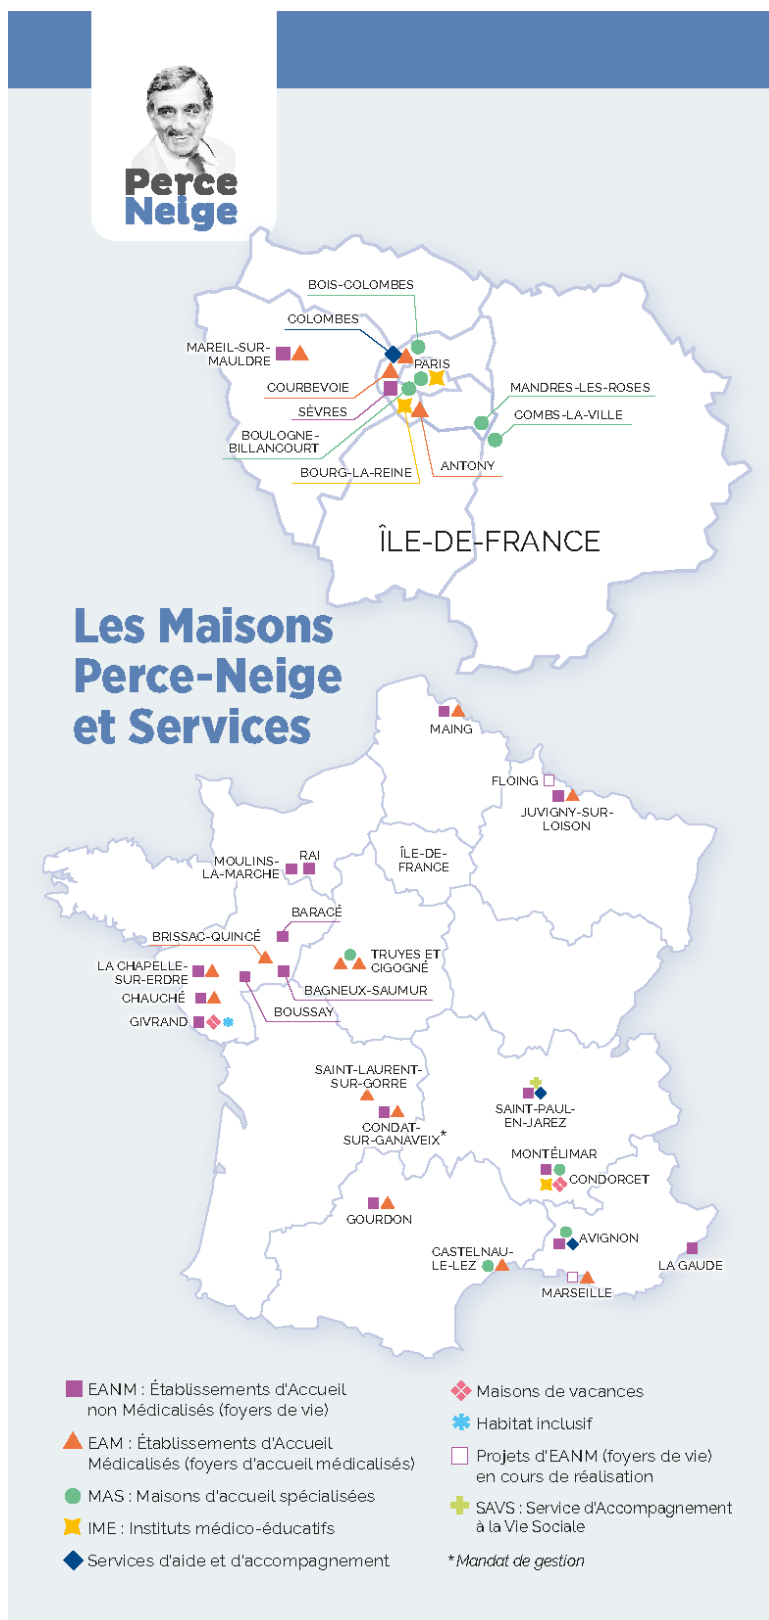 Perce
Neige
BOIS-COLOMBES
COLOMBES
MAREIL-SUR-
MAULDRE
PARIS
COURBEVOIE
MANDRES-LES-ROSES
SÈVRES
COMBS-LA-VILLE
BOULOGNE-
BILLANCOURT
BOURG-LA-REINE
ANTONY
ÎLE-DE-FRANCE
Les Maisons
Perce-Neige
et Services
MAING
FLOING
JUVIGNY-SUR-
LOISON
RAI
MOULINS-
LA-MARCHE
ÎLE-DE-
FRANCE
BARACÉ
BRISSAC-QUINCÉ
TRUYES ET
CIGOGNÉ
LA CHAPELLE-
SUR-ERDRE
BAGNEUX-SAUMUR
CHAUCHÉ
BOUSSAY
GIVRAND
SAINT-LAURENT-
SUR-GORRE
CONDAT-
SUR-GANAVEIX*
SAINT-PAUL-
EN-JAREZ
MONTÉLIMAR
CONDORCET
GOURDON
AVIGNON
CASTELNAU-
LE-LEZ
LA GAUDE
MARSEILLE
EANM : Établissements d'Accueil
non Médicalisés (foyers de vie)
EAM : Établissements d'Accueil
Médicalisés (foyers d'accueil médicalisés)
MAS : Maisons d'accueil spécialisées
IME : Instituts médico-éducatifs
Services d'aide et d'accompagnement
Maisons de vacances
Habitat inclusif
Projets d'EANM (foyers de vie)
en cours de réalisation
SAVS : Service d'Accompagnement
à la Vie Sociale
*Mandat de gestion